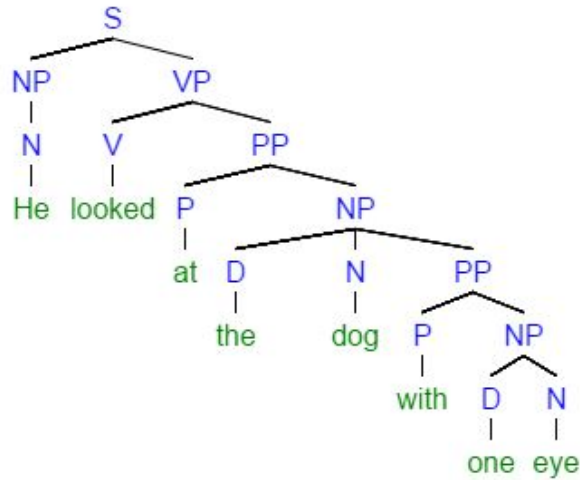 S
NP VP
N V PP
He looked P NP
at D N PP
the dog P NP
with D N
one eye